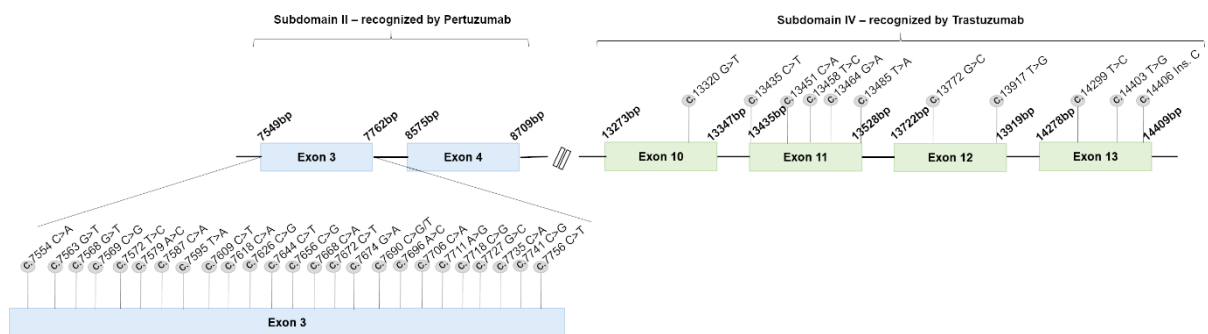 Subdomain II – recognized by Pertuzumab
Subdomain IV – recognized by Trastuzumab
c.13320 G>T
c.13435 C>T
c.13451 C>A
c.13458 T>C
c.13464 G>A
c.13485 T>A
c.13772 G>C
c.13917 T>G
c.14299 T>C
c.14403 T>G
c.14406 Ins. C
7549bp
7762bp
8575bp
8709bp
13273bp
13347bp
13435bp
13528bp
13722bp
13919bp
14278bp
14409bp
Exon 3
Exon 4
Exon 10
Exon 11
Exon 12
Exon 13
c.7554 C>A
c.7563 G>T
c.7568 G>T
c.7569 C>G
c.7572 T>C
c.7579 A>C
c.7587 C>A
c.7595 T>A
c.7609 C>T
c.7618 C>A
c.7626 C>G
c.7644 C>T
c.7656 C>G
c.7668 C>A
c.7672 C>T
c.7674 G>A
c.7690 C>G/T
c.7696 A>C
c.7706 C>A
c.7711 A>G
c.7718 C>G
c.7727 G>C
c.7735 C>A
c.7741 C>G
c.7756 C>T
Exon 3